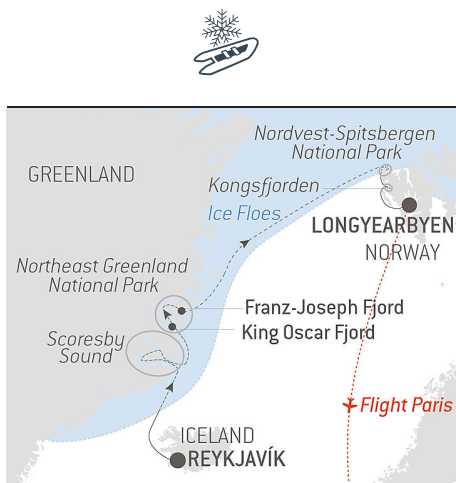 Nordvest-Spitsbergen
National Park
GREENLAND
Kongsfjorden
Ice Floes
LONGYEARBYEN
NORWAY
Northeast Greenland
National Park
Franz-Joseph Fjord
King Oscar Fjord
Scoresby
Sound
Flight Paris
ICELAND
REYKJAVÍK